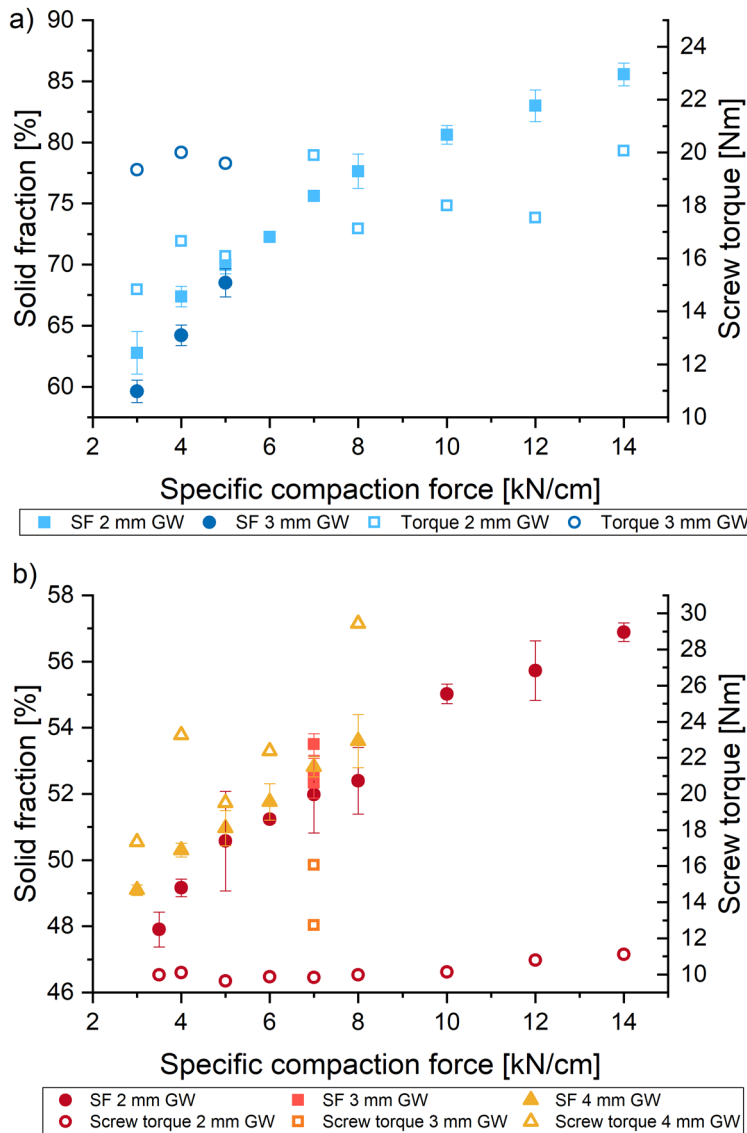 a)
90
85
80
75
70
65
60
Solid fraction [%]
24
22
20
18
16
14
12
10
Screw torque [Nm]
2 4 6 8 10 12 14
Specific compaction force [kN/cm]
SF 2 mm GW SF 3 mm GW Torque 2 mm GW Torque 3 mm GW
b)
58
56
54
52
50
48
46
Solid fraction [%]
30
28
26
24
22
20
18
16
14
12
10
Screw torque [Nm]
2 4 6 8 10 12 14
Specific compaction force [kN/cm]
SF 2 mm GW SF 3 mm GW SF 4 mm GW
Screw torque 2 mm GW Screw torque 3 mm GW Screw torque 4 mm GW